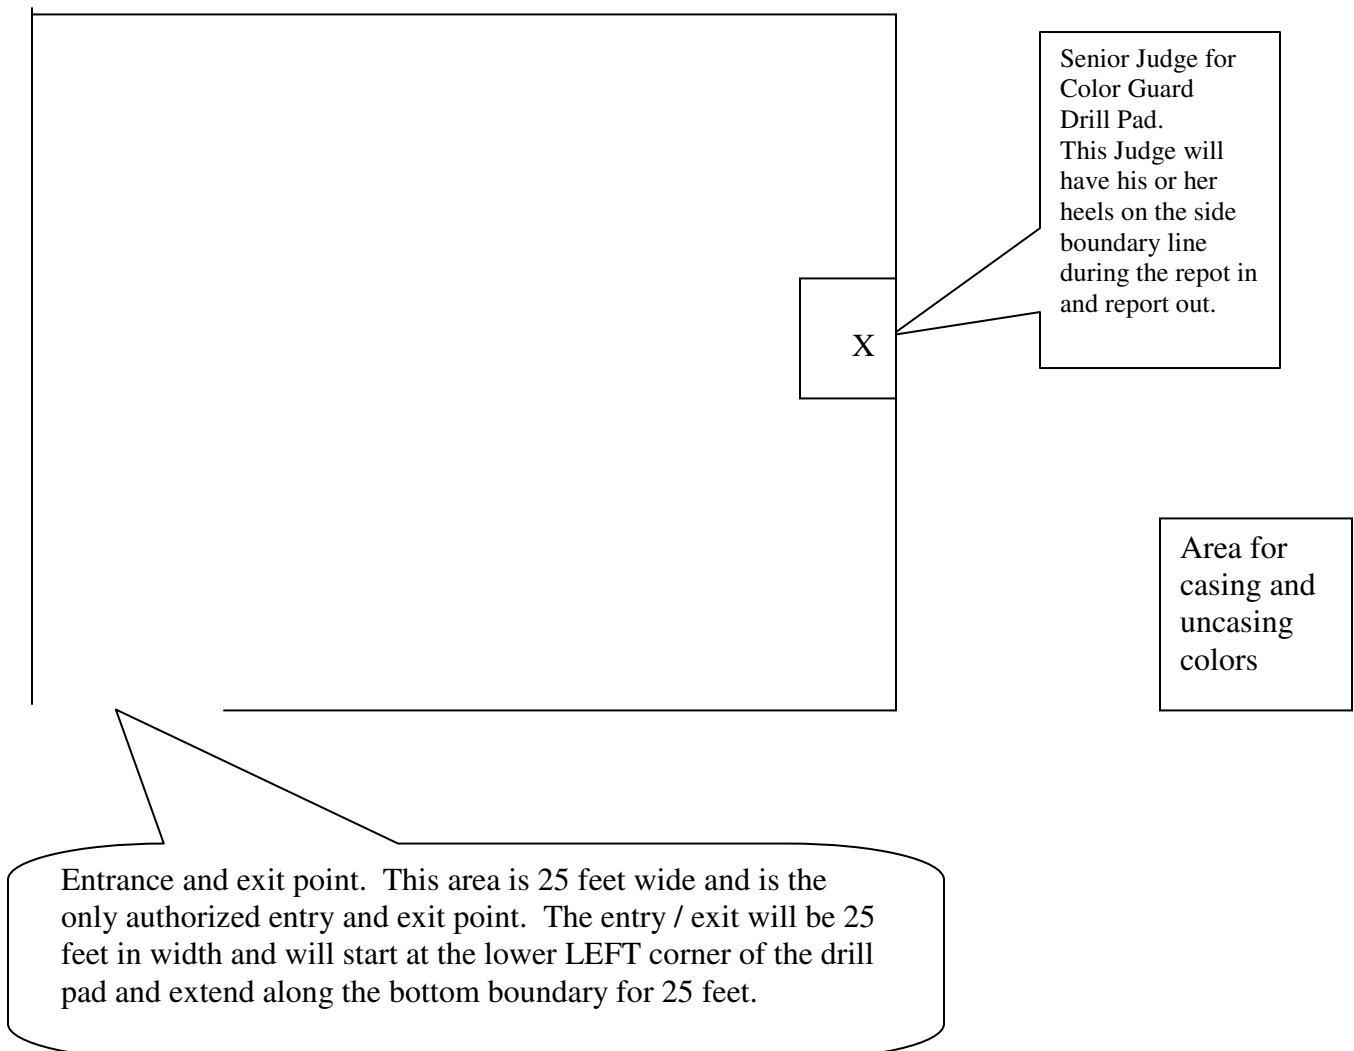 Senior Judge for
Color Guard
Drill Pad.
This Judge will
have his or her
heels on the side
boundary line
during the repot in
and report out.
X
Area for
casing and
uncasing
colors
Entrance and exit point.  This area is 25 feet wide and is the
only authorized entry and exit point.  The entry / exit will be 25
feet in width and will start at the lower LEFT corner of the drill
pad and extend along the bottom boundary for 25 feet.